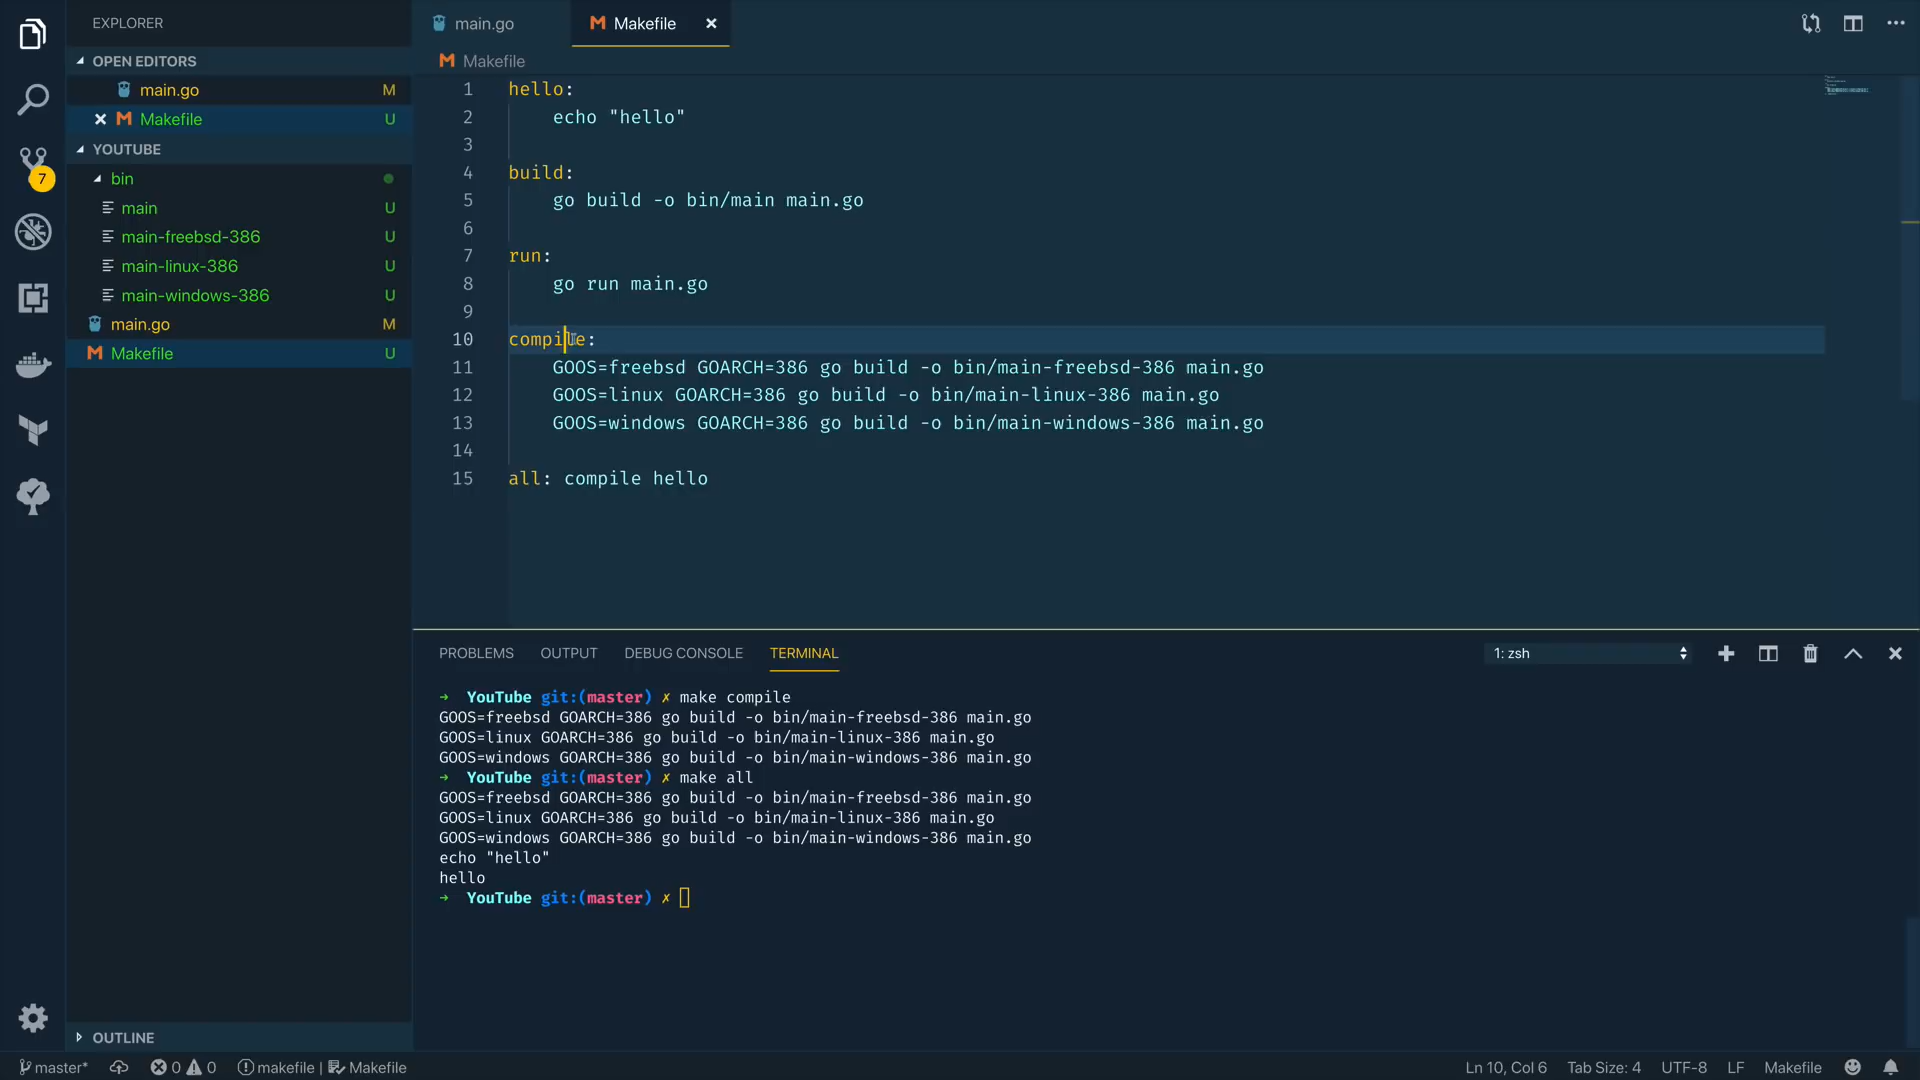 EXPLORER
OPEN EDITORS
main.go M
Makefile U
YOUTUBE
bin
main U
main-freebsd-386 U
main-linux-386 U
main-windows-386 U
main.go M
Makefile U
OUTLINE
7
main.go
Makefile
Makefile
1 hello:
2 echo "hello"
3
4 build:
5 go build -o bin/main main.go
6
7 run:
8 go run main.go
9
10 compile:
11 GOOS=freebsd GOARCH=386 go build -o bin/main-freebsd-386 main.go
12 GOOS=linux GOARCH=386 go build -o bin/main-linux-386 main.go
13 GOOS=windows GOARCH=386 go build -o bin/main-windows-386 main.go
14
15 all: compile hello
PROBLEMS OUTPUT DEBUG CONSOLE TERMINAL 1: zsh
➜ YouTube git:(master) ✗ make compile
GOOS=freebsd GOARCH=386 go build -o bin/main-freebsd-386 main.go
GOOS=linux GOARCH=386 go build -o bin/main-linux-386 main.go
GOOS=windows GOARCH=386 go build -o bin/main-windows-386 main.go
➜ YouTube git:(master) ✗ make all
GOOS=freebsd GOARCH=386 go build -o bin/main-freebsd-386 main.go
GOOS=linux GOARCH=386 go build -o bin/main-linux-386 main.go
GOOS=windows GOARCH=386 go build -o bin/main-windows-386 main.go
echo "hello"
hello
➜ YouTube git:(master) ✗
master* 0 0 makefile | Makefile Ln 10, Col 6 Tab Size: 4 UTF-8 LF Makefile